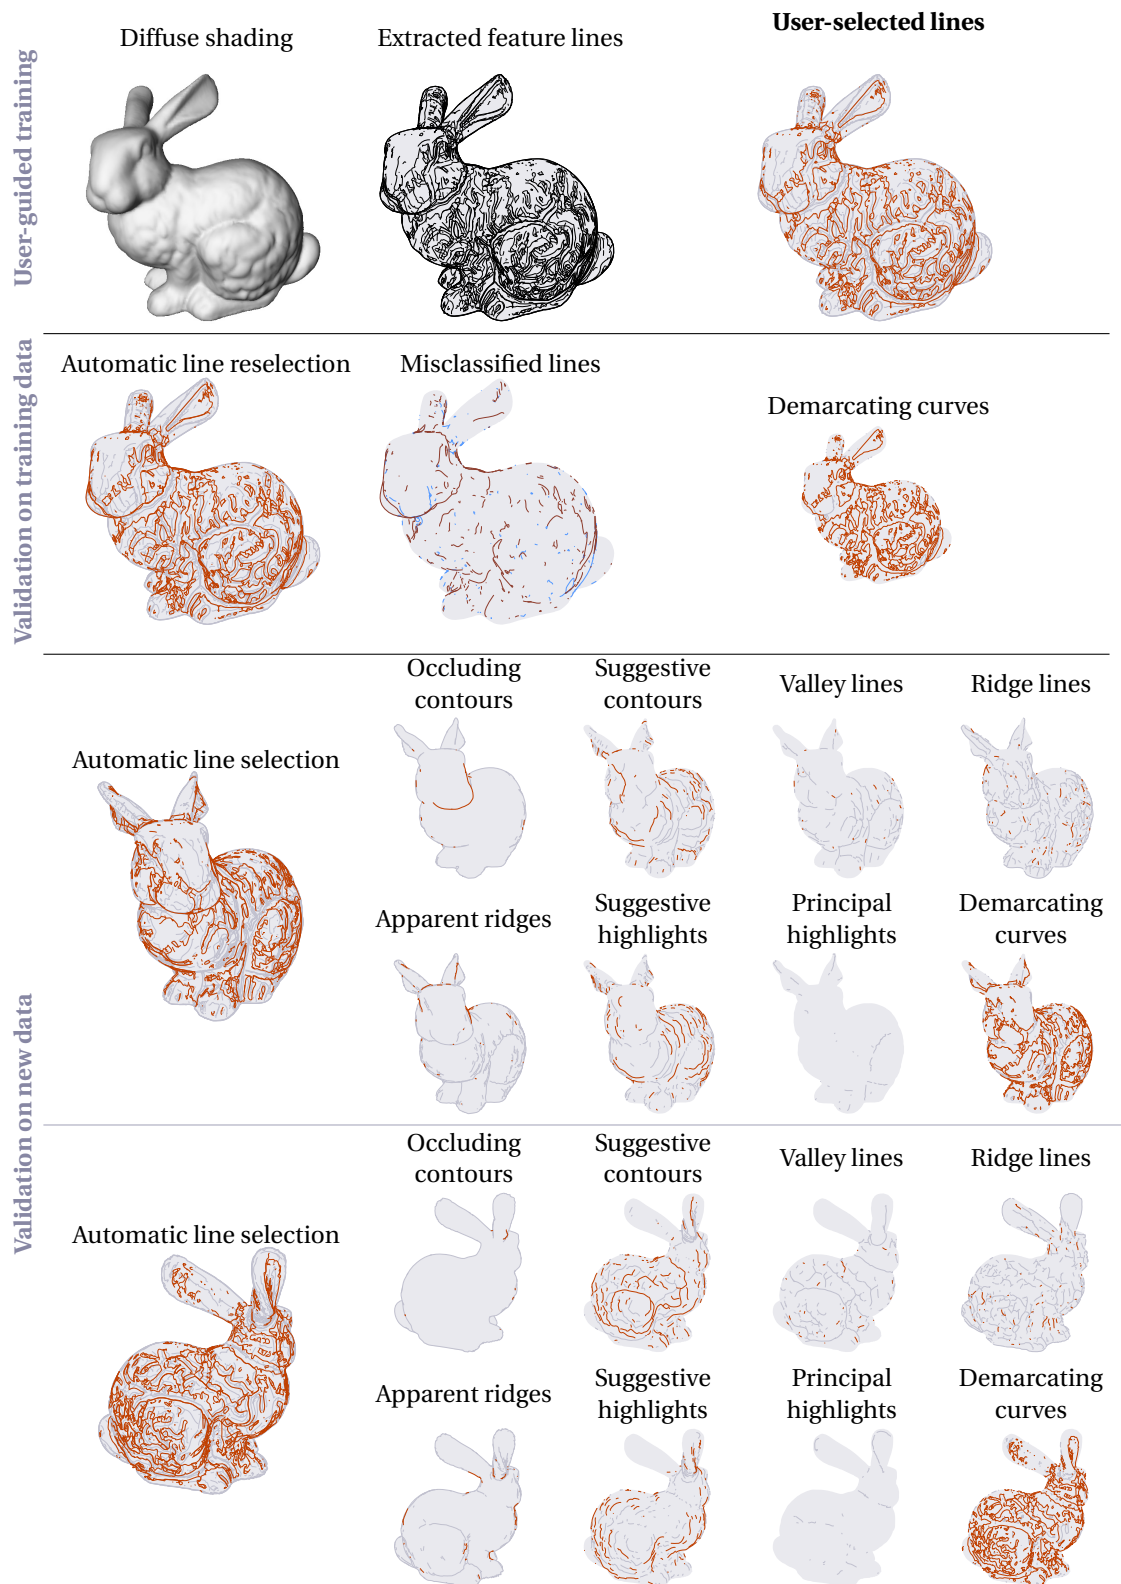 User-guided training
Diffuse shading
Extracted feature lines
User-selected lines
Validation on training data
Automatic line reselection
Misclassified lines
Demarcating curves
Validation on new data
Automatic line selection
Occluding
contours
Suggestive
contours
Valley lines
Ridge lines
Apparent ridges
Suggestive
highlights
Principal
highlights
Demarcating
curves
Automatic line selection
Occluding
contours
Suggestive
contours
Valley lines
Ridge lines
Apparent ridges
Suggestive
highlights
Principal
highlights
Demarcating
curves